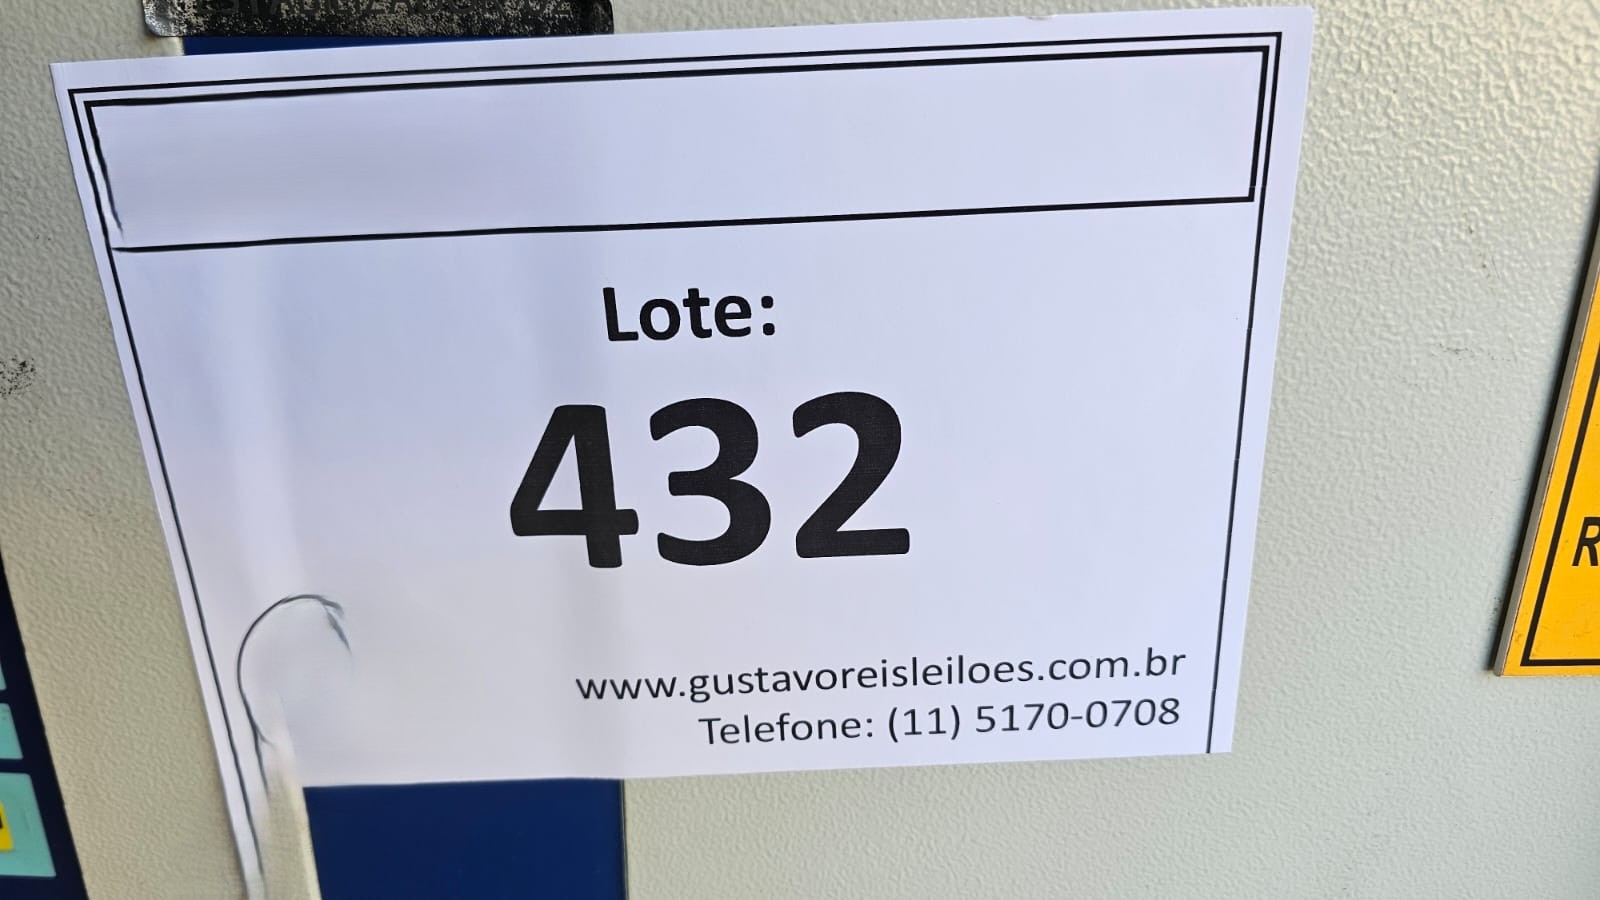 Lote:
432
www.gustavoreisleiloes.com.br
Telefone: (11) 5170-0708
R